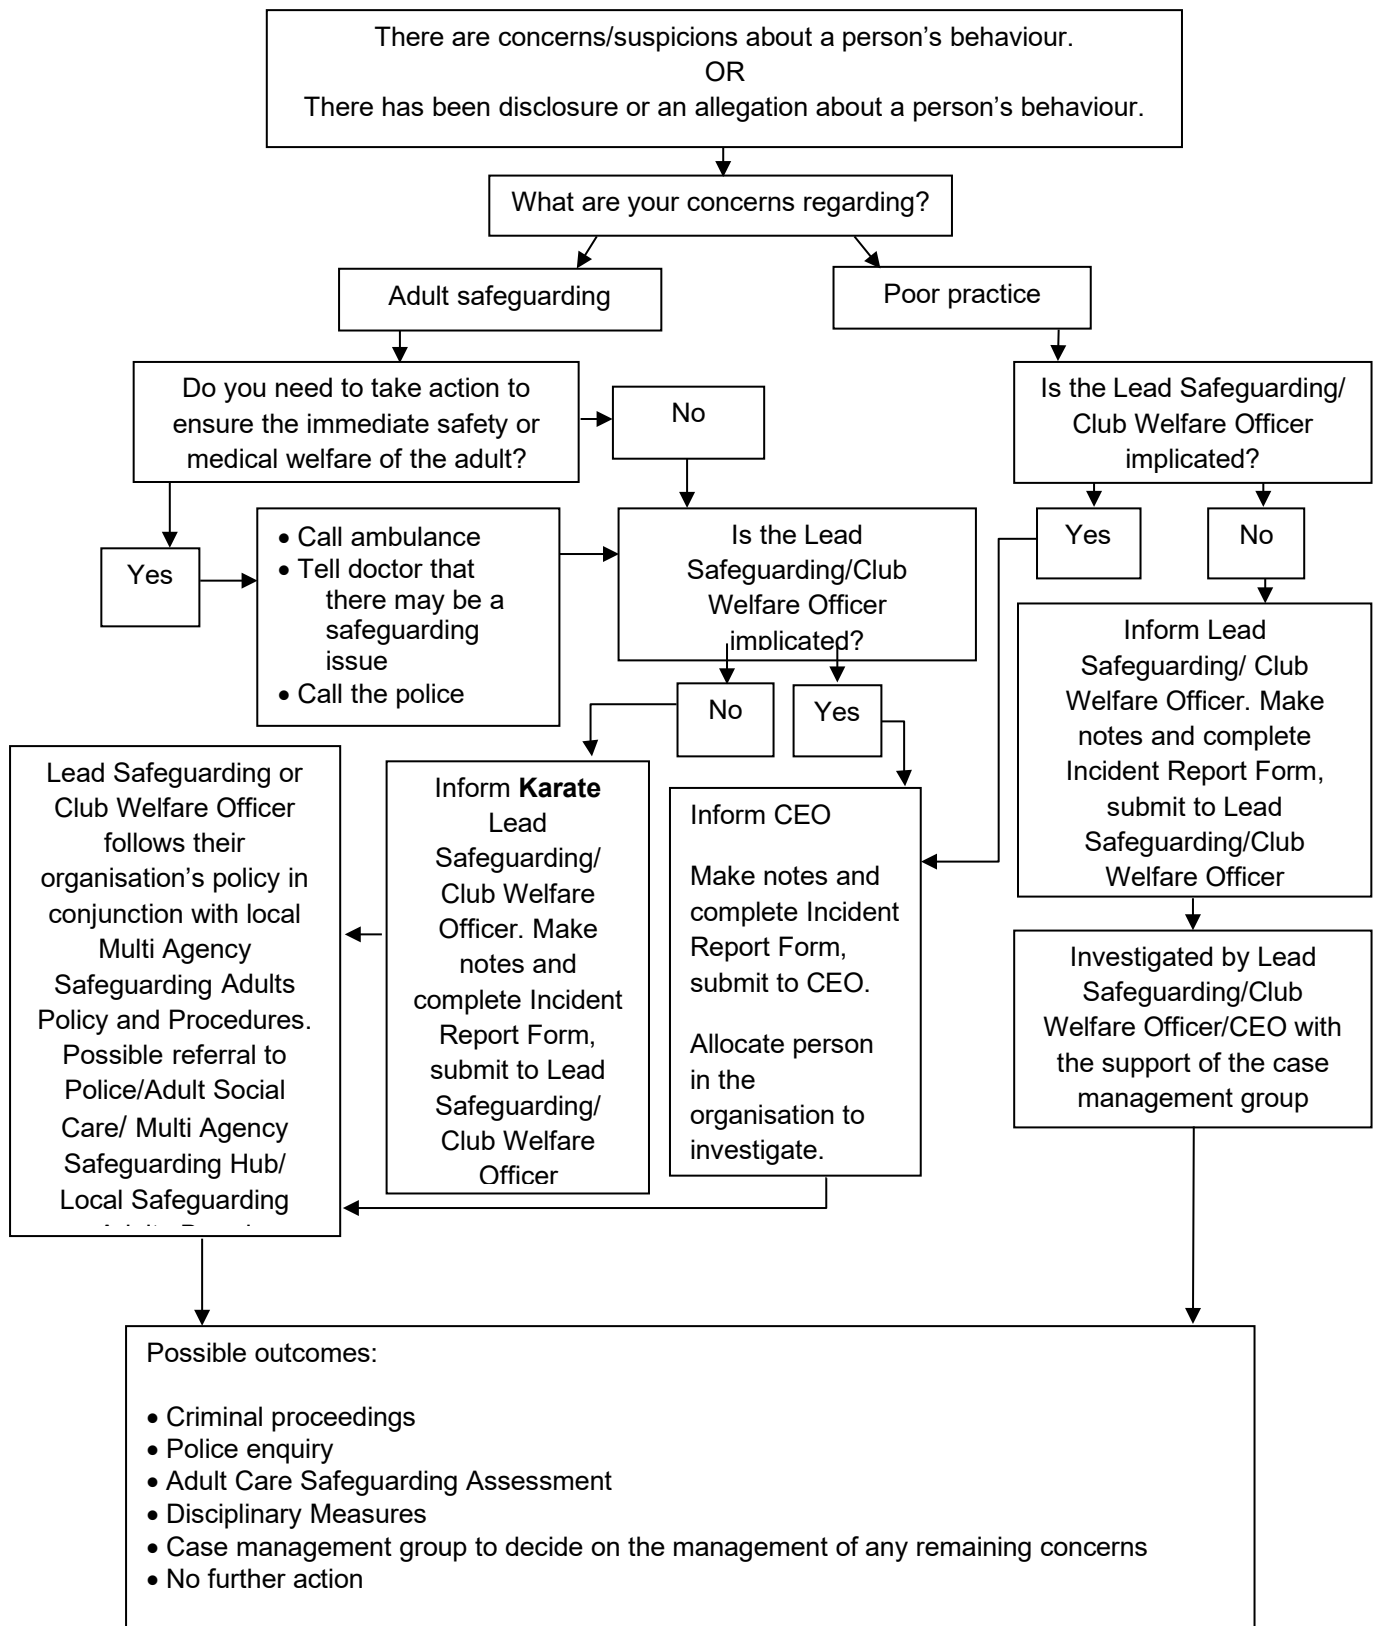 There are concerns/suspicions about a person’s behaviour.
OR
There has been disclosure or an allegation about a person’s behaviour.
What are your concerns regarding?
Adult safeguarding
Poor practice
Do you need to take action to
ensure the immediate safety or
medical welfare of the adult?
No
Is the Lead Safeguarding/
Club Welfare Officer
implicated?
Yes
• Call ambulance
• Tell doctor that
there may be a
safeguarding
issue
• Call the police
Is the Lead
Safeguarding/Club
Welfare Officer
implicated?
Yes
No
No
Yes
Inform Lead
Safeguarding/ Club
Welfare Officer. Make
notes and complete
Incident Report Form,
submit to Lead
Safeguarding/Club
Welfare Officer
Lead Safeguarding or
Club Welfare Officer
follows their
organisation’s policy in
conjunction with local
Multi Agency
Safeguarding Adults
Policy and Procedures.
Possible referral to
Police/Adult Social
Care/ Multi Agency
Safeguarding Hub/
Local Safeguarding
Inform Karate
Lead
Safeguarding/
Club Welfare
Officer. Make
notes and
complete Incident
Report Form,
submit to Lead
Safeguarding/
Club Welfare
Officer
Inform CEO
Make notes and
complete Incident
Report Form,
submit to CEO.
Allocate person
in the
organisation to
investigate.
Investigated by Lead
Safeguarding/Club
Welfare Officer/CEO with
the support of the case
management group
Possible outcomes:
• Criminal proceedings
• Police enquiry
• Adult Care Safeguarding Assessment
• Disciplinary Measures
• Case management group to decide on the management of any remaining concerns
• No further action